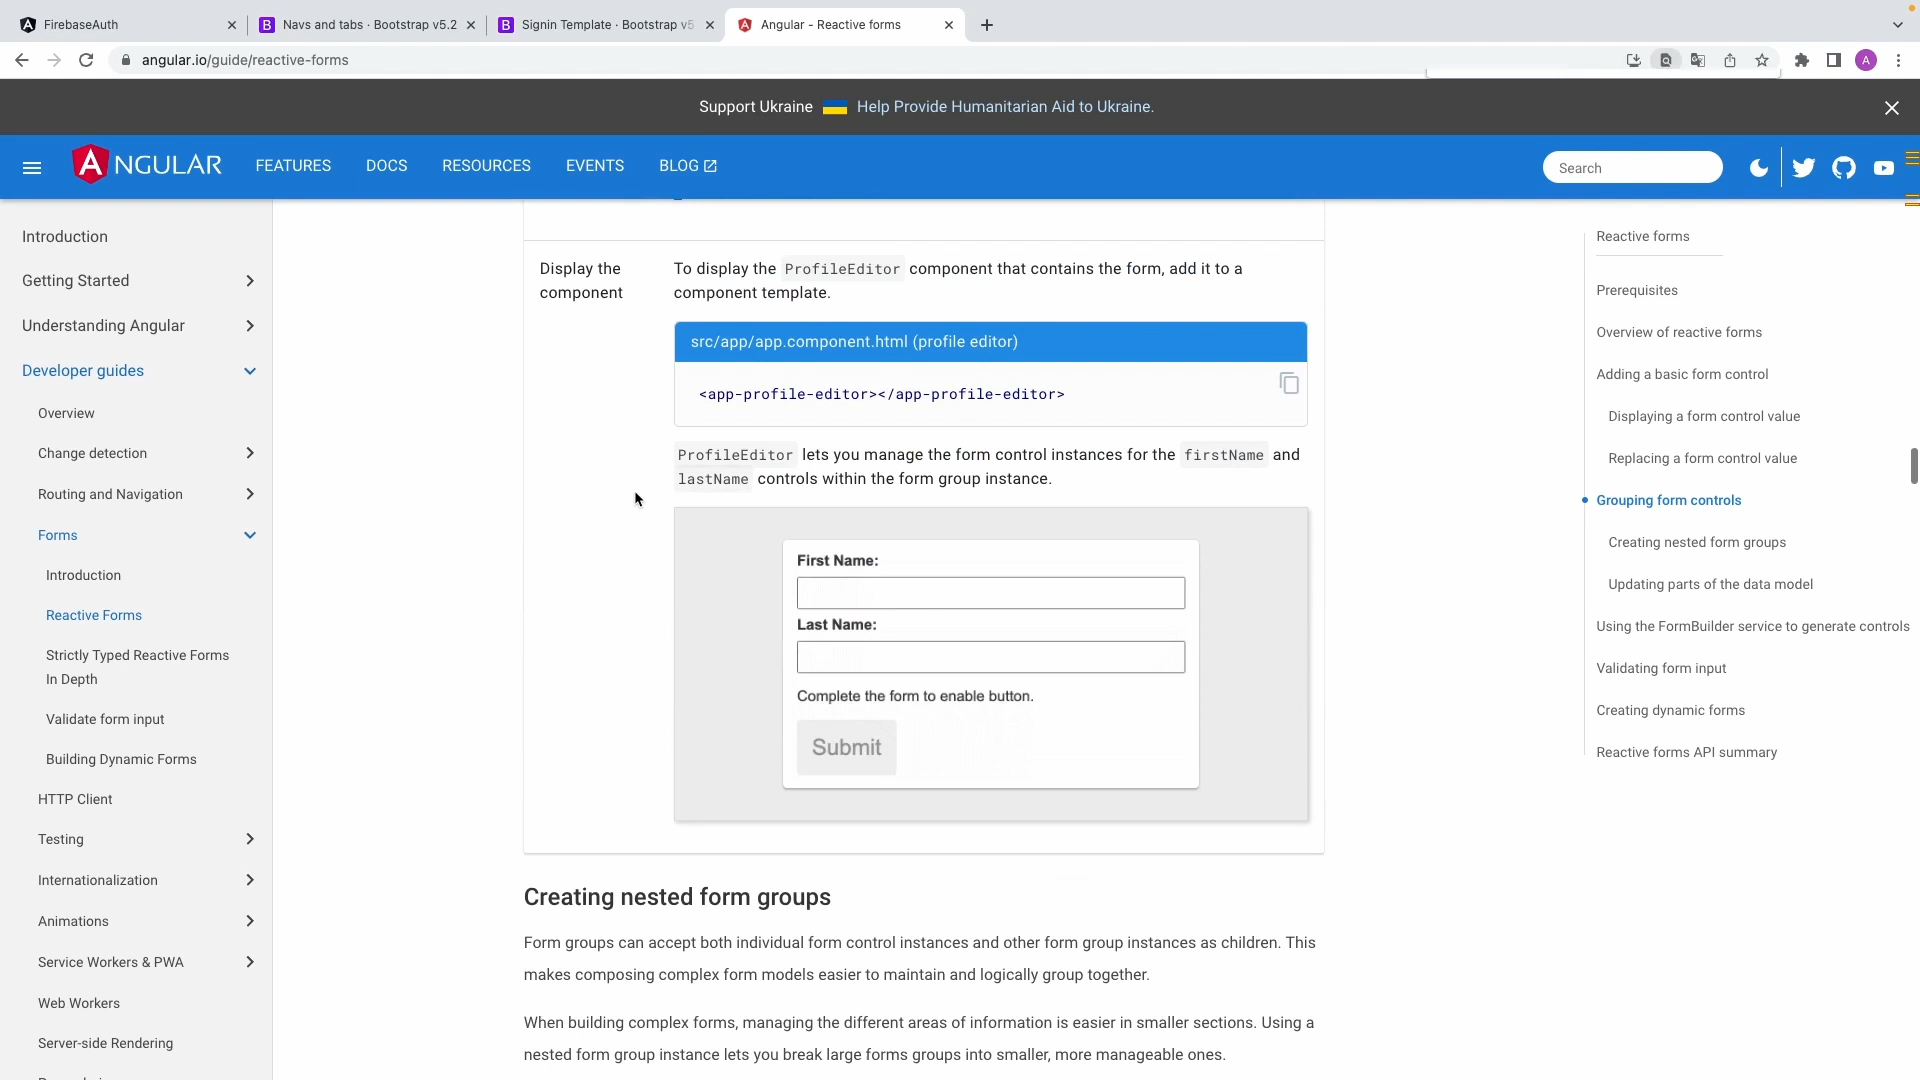 FirebaseAuth
Navs and tabs · Bootstrap v5.2
Signin Template · Bootstrap v5
Angular - Reactive forms
angular.io/guide/reactive-forms
A
Support Ukraine Help Provide Humanitarian Aid to Ukraine.
ANGULAR
FEATURES
DOCS
RESOURCES
EVENTS
BLOG
Search
Introduction
Getting Started
Understanding Angular
Developer guides
Overview
Change detection
Routing and Navigation
Forms
Introduction
Reactive Forms
Strictly Typed Reactive Forms
In Depth
Validate form input
Building Dynamic Forms
HTTP Client
Testing
Internationalization
Animations
Service Workers & PWA
Web Workers
Server-side Rendering
Display the
component
To display the ProfileEditor component that contains the form, add it to a
component template.
src/app/app.component.html (profile editor)
<app-profile-editor></app-profile-editor>
ProfileEditor lets you manage the form control instances for the firstName and
lastName controls within the form group instance.
First Name:
Last Name:
Complete the form to enable button.
Submit
Creating nested form groups
Form groups can accept both individual form control instances and other form group instances as children. This
makes composing complex form models easier to maintain and logically group together.
When building complex forms, managing the different areas of information is easier in smaller sections. Using a
nested form group instance lets you break large forms groups into smaller, more manageable ones.
Reactive forms
Prerequisites
Overview of reactive forms
Adding a basic form control
Displaying a form control value
Replacing a form control value
Grouping form controls
Creating nested form groups
Updating parts of the data model
Using the FormBuilder service to generate controls
Validating form input
Creating dynamic forms
Reactive forms API summary